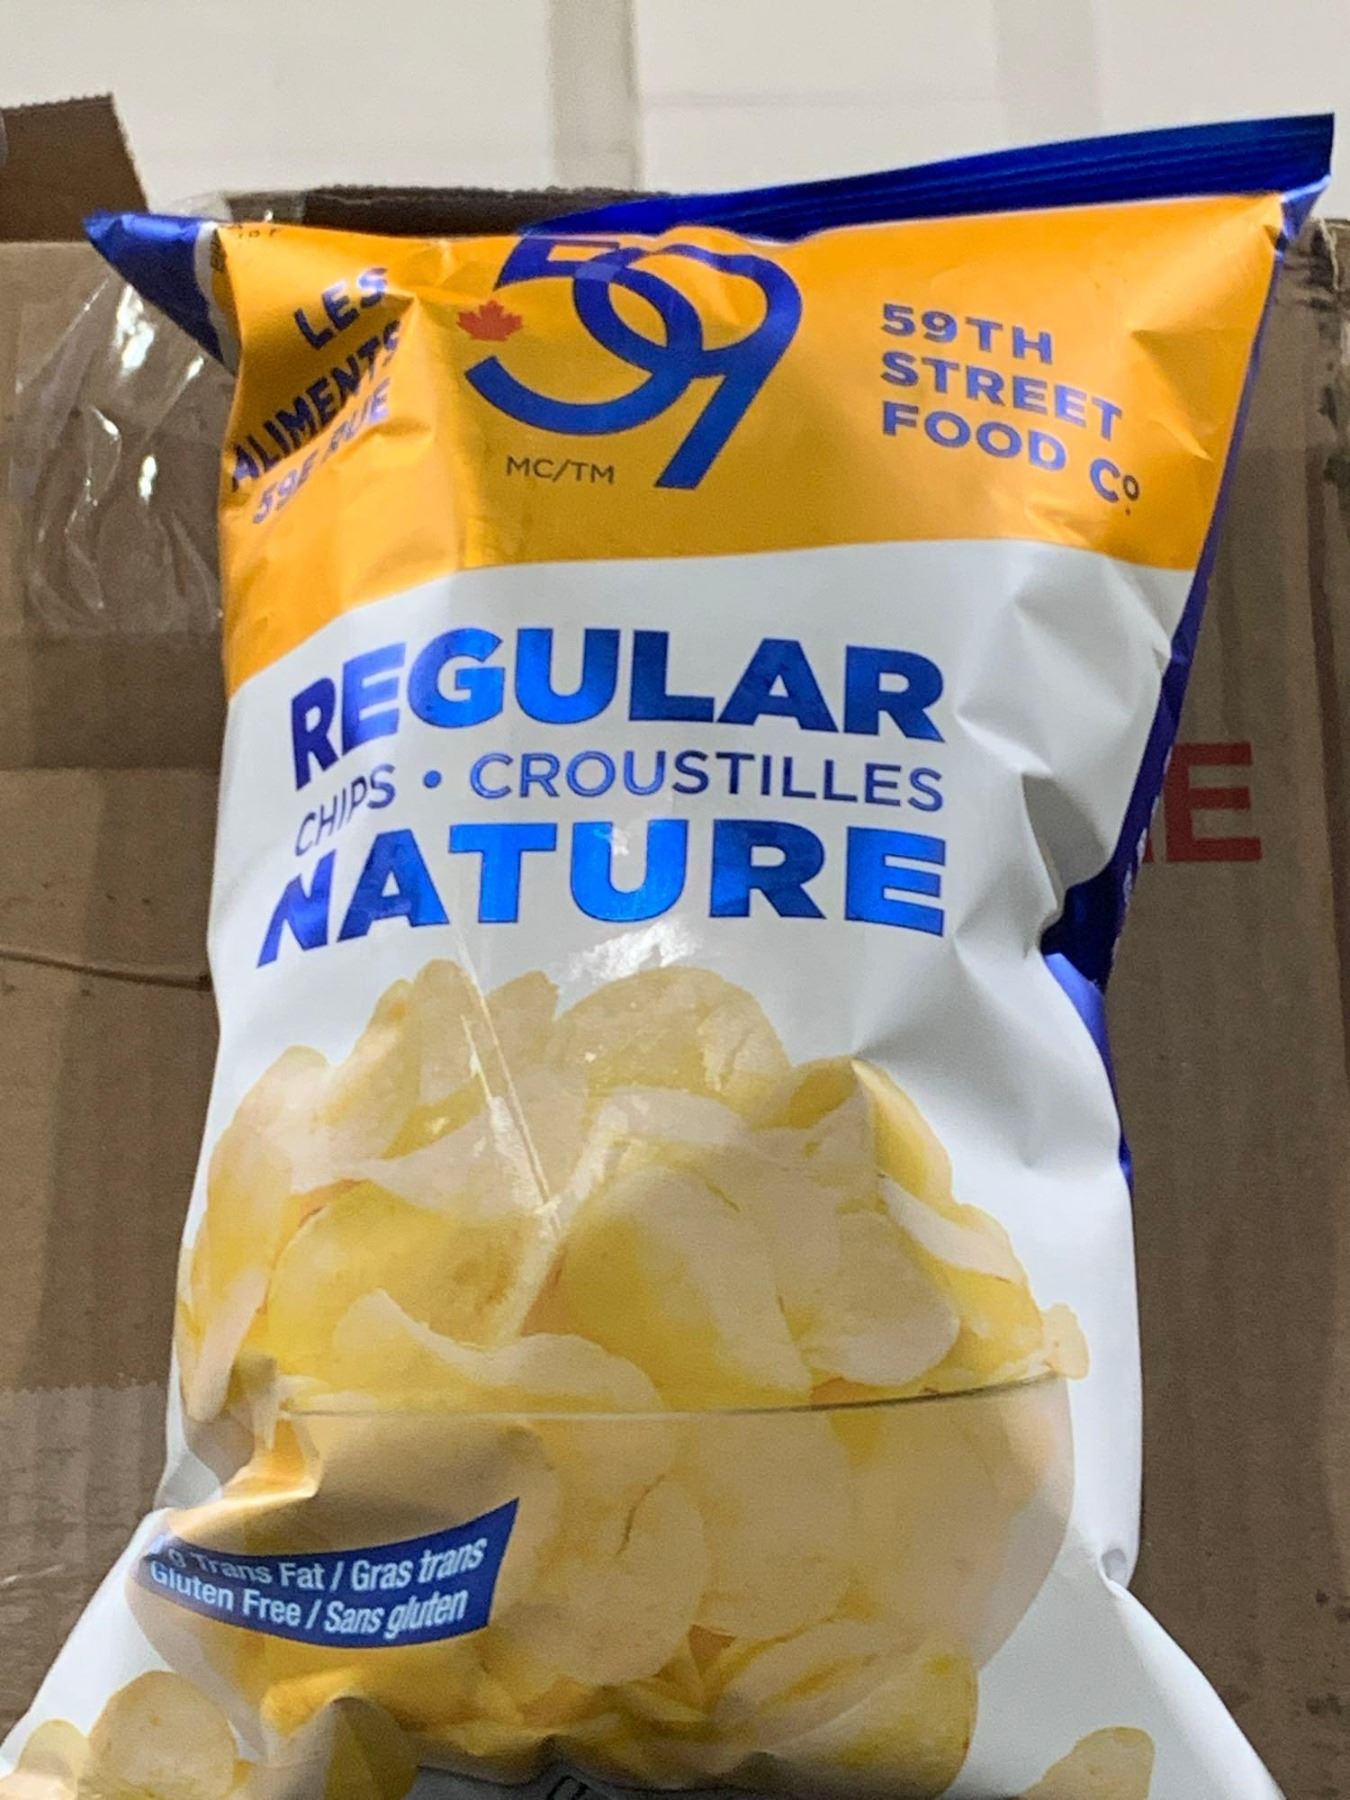 LES
ALIMENTS
59E RUE
59
MC/TM
59TH
STREET
FOOD Cº.
REGULAR
CHIPS • CROUSTILLES
NATURE
0 Trans Fat / Gras trans
Gluten Free / Sans gluten
E